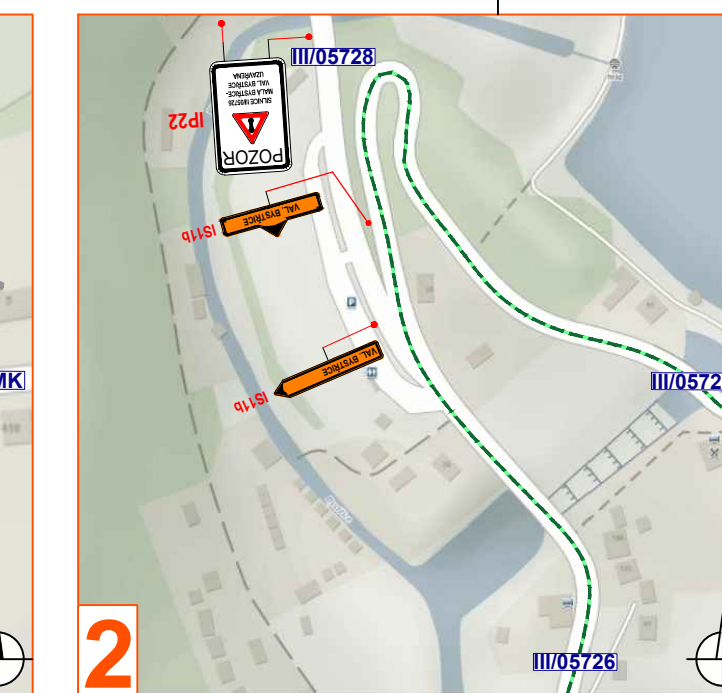 III/05728
POZOR
SILNICE III/05726
MALÁ BYSTŘICE-
VAL. BYSTŘICE
UZAVŘENA
IP22
VAL. BYSTŘICE
IS11b
VAL. BYSTŘICE
IS11b
P
MK
III/0572
Bystřice
2
III/05726